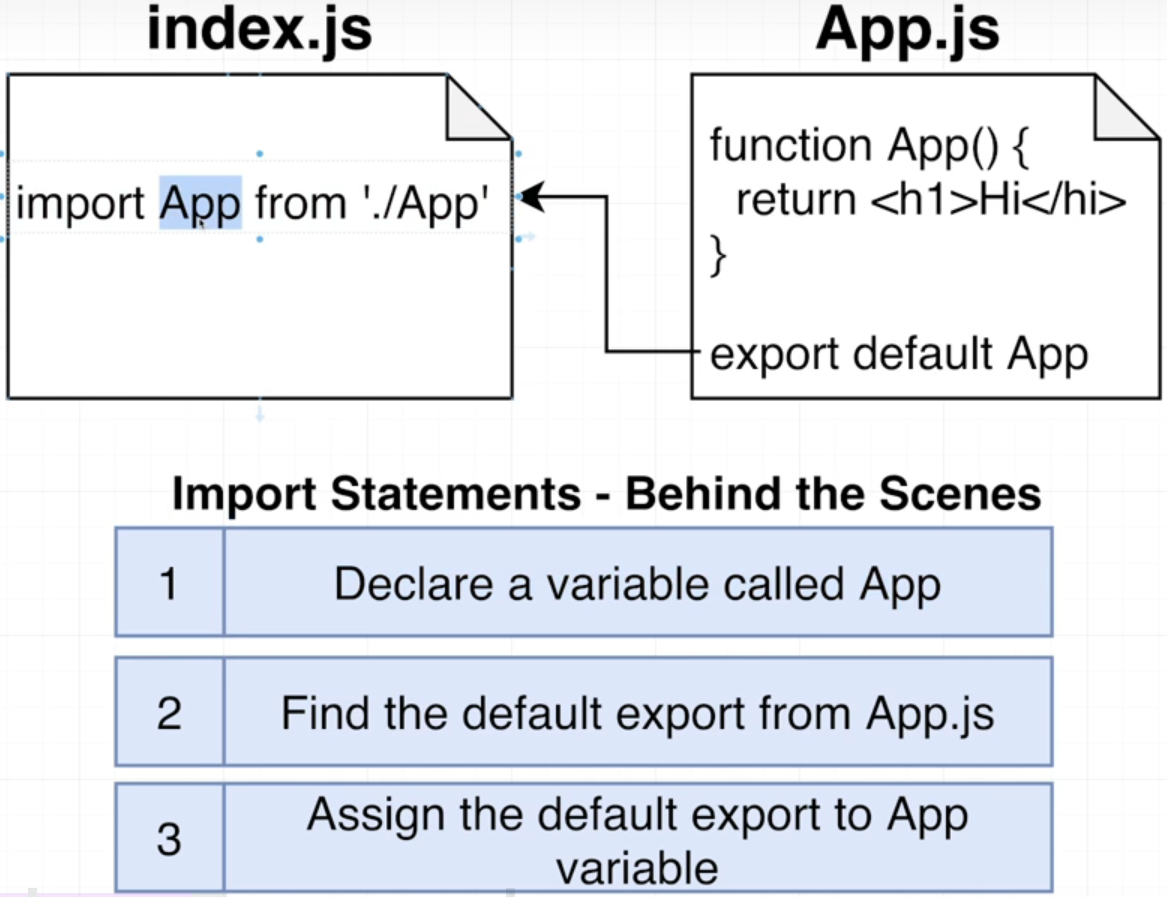 index.js
import App from './App'
App.js
function App() {
return <h1>Hi</hi>
}
export default App
Import Statements - Behind the Scenes
1 Declare a variable called App
2 Find the default export from App.js
3 Assign the default export to App
variable